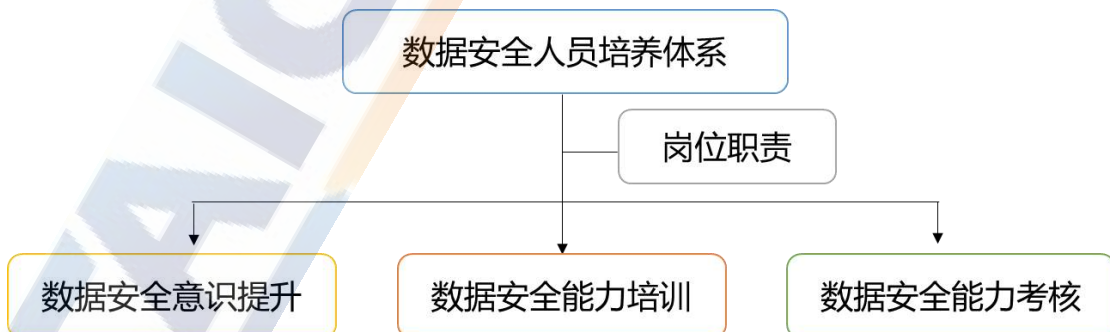 数据安全人员培养体系
岗位职责
数据安全意识提升
数据安全能力培训
数据安全能力考核